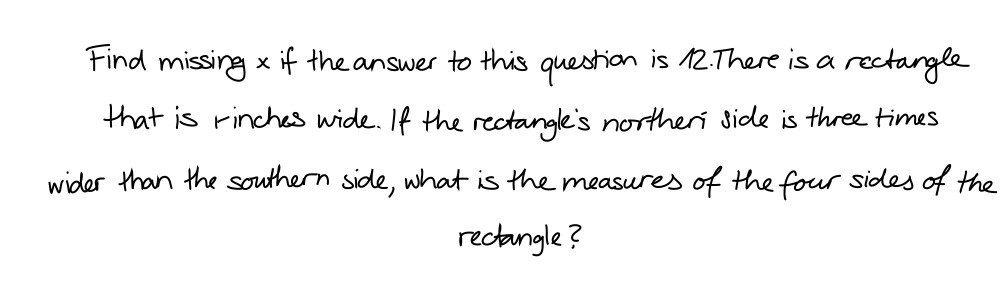 Find missing x if the answer to this question is 12. There is a rectangle
that is r inches wide. If the rectangle's northerí side is three times
wider than the southern side, what is the measures of the four sides of the
rectangle?